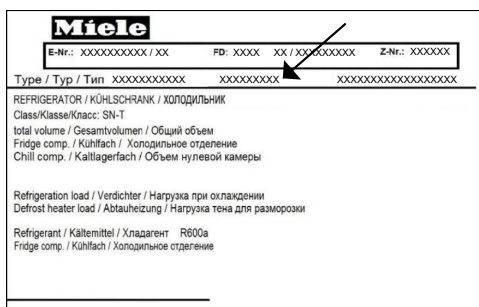 Miele
E-Nr.: XXXXXXXXXX / XX FD: XXXX XX / XXXXXXXXX Z-Nr.: XXXXXX
Type / Typ / Тип XXXXXXXXXXX XXXXXXXXX XXXXXXXXXXXXXXXXXX
REFRIGERATOR / KÜHLSCHRANK / ХОЛОДИЛЬНИК
Class/Klasse/Класс: SN-T
total volume / Gesamtvolumen / Общий объем
Fridge comp. / Kühlfach / Холодильное отделение
Chill comp. / Kaltlagerfach / Объем нулевой камеры
Refrigeration load / Verdichter / Нагрузка при охлаждении
Defrost heater load / Abtauheizung / Нагрузка тена для разморозки
Refrigerant / Kältemittel / Хладагент R600a
Fridge comp. / Kühlfach / Холодильное отделение